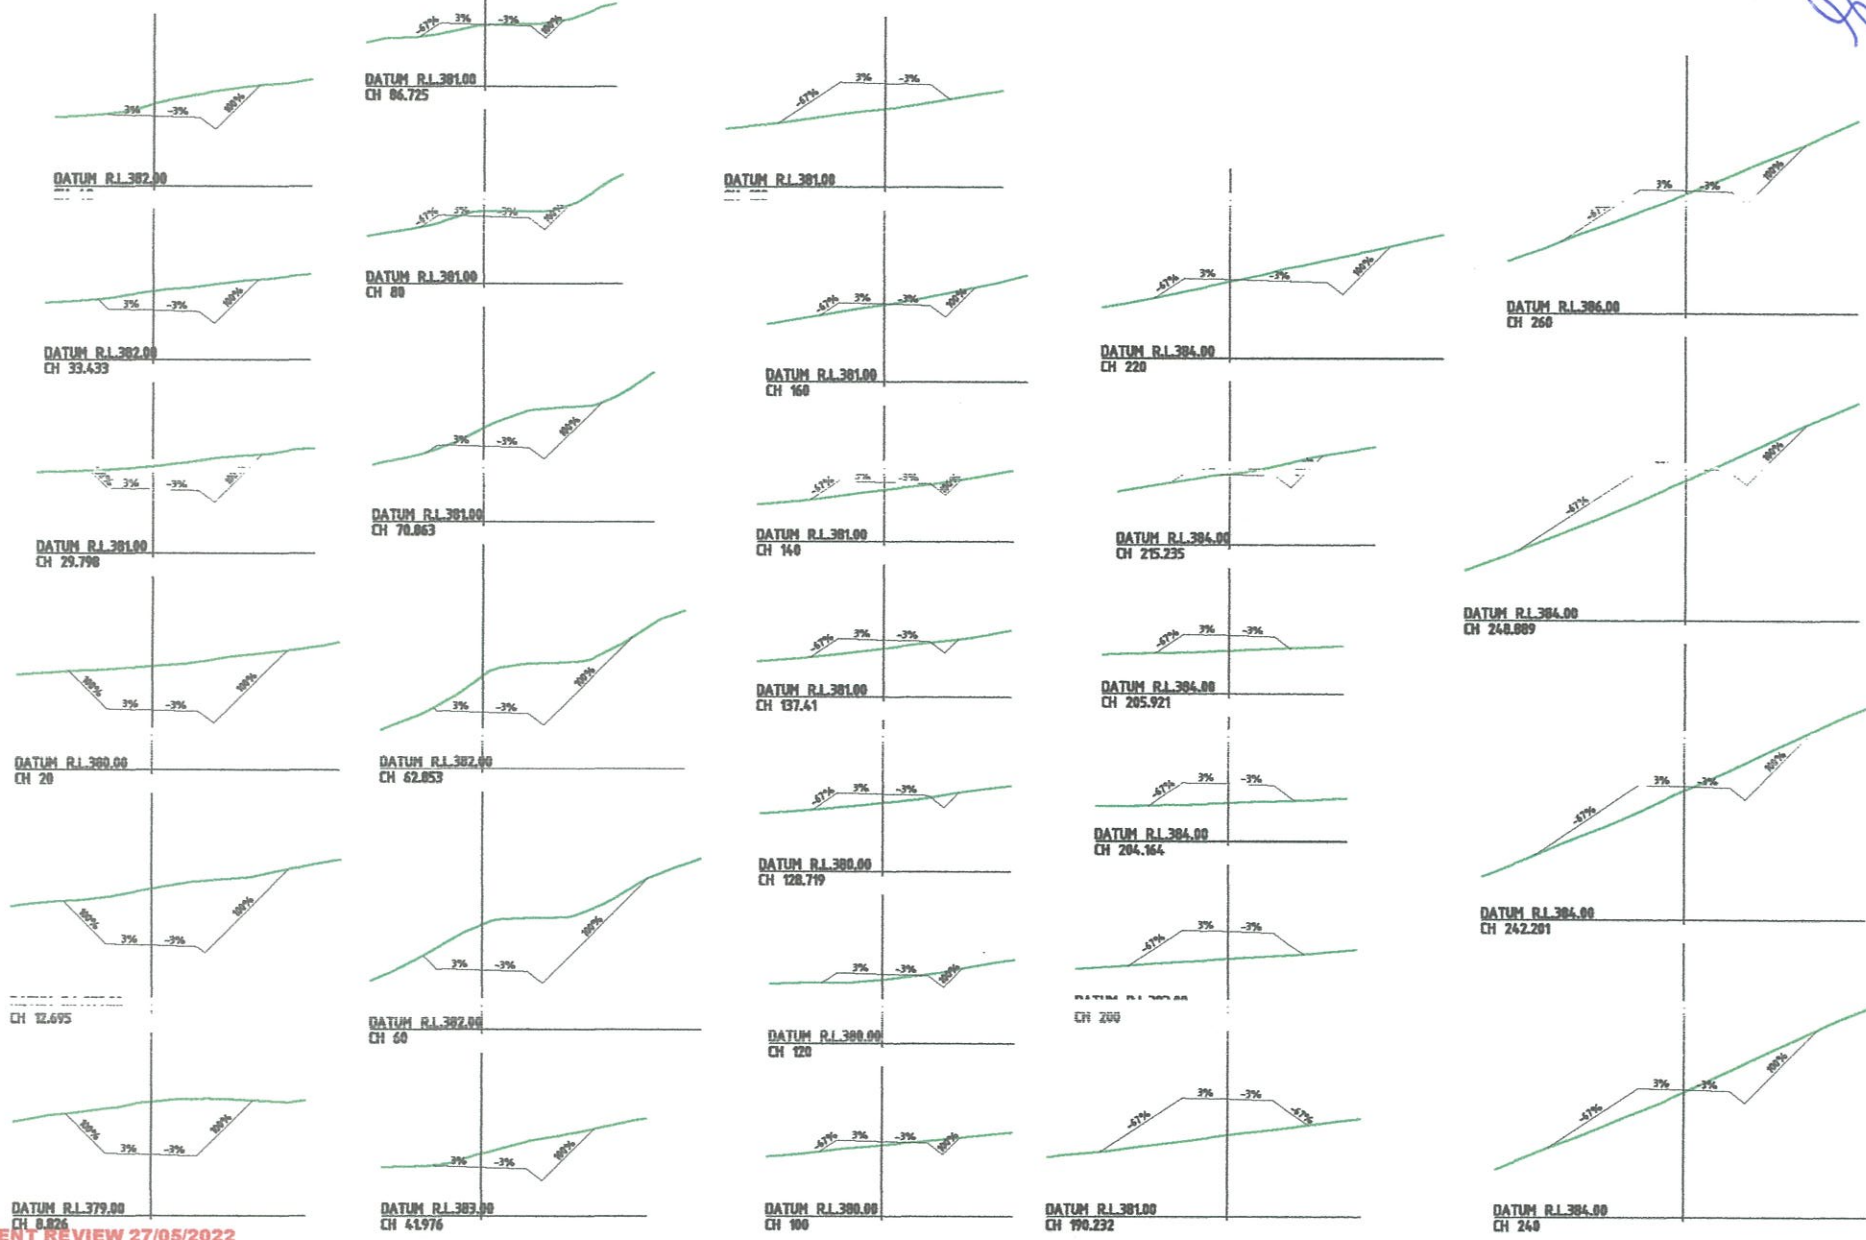 3%
-3%
100%
DATUM R.L.382.00
3%
-3%
100%
DATUM R.L.382.00
CH 33.433
3%
-3%
DATUM R.L.381.00
CH 29.798
100%
3%
-3%
100%
DATUM R.L.380.00
CH 20
100%
3%
-3%
100%
CH 12.695
100%
3%
-3%
100%
DATUM R.L.379.00
CH 8.826
ENT REVIEW 27/05/2022
-67%
3%
-3%
100%
DATUM R.L.381.00
CH 86.725
-67%
3%
-3%
100%
DATUM R.L.381.00
CH 80
3%
-3%
100%
DATUM R.L.381.00
CH 70.863
3%
-3%
100%
DATUM R.L.382.00
CH 62.853
3%
-3%
100%
DATUM R.L.382.00
CH 60
3%
-3%
100%
DATUM R.L.383.00
CH 41.976
-67%
3%
-3%
DATUM R.L.381.00
-67%
3%
-3%
100%
DATUM R.L.381.00
CH 160
-67%
3%
-3%
100%
DATUM R.L.381.00
CH 140
-67%
3%
-3%
DATUM R.L.381.00
CH 137.41
-67%
3%
-3%
DATUM R.L.380.00
CH 128.719
3%
-3%
100%
DATUM R.L.380.00
CH 120
-67%
3%
-3%
100%
DATUM R.L.380.00
CH 100
-67%
3%
-3%
100%
DATUM R.L.384.00
CH 220
DATUM R.L.384.00
CH 215.235
-67%
3%
-3%
DATUM R.L.384.00
CH 205.921
-67%
3%
-3%
DATUM R.L.384.00
CH 204.164
-67%
3%
-3%
CH 200
-67%
3%
-3%
-67%
DATUM R.L.381.00
CH 190.232
3%
-3%
100%
DATUM R.L.386.00
CH 260
-67%
100%
DATUM R.L.384.00
CH 248.889
-67%
3%
-3%
100%
DATUM R.L.384.00
CH 242.201
-67%
3%
-3%
100%
DATUM R.L.384.00
CH 240